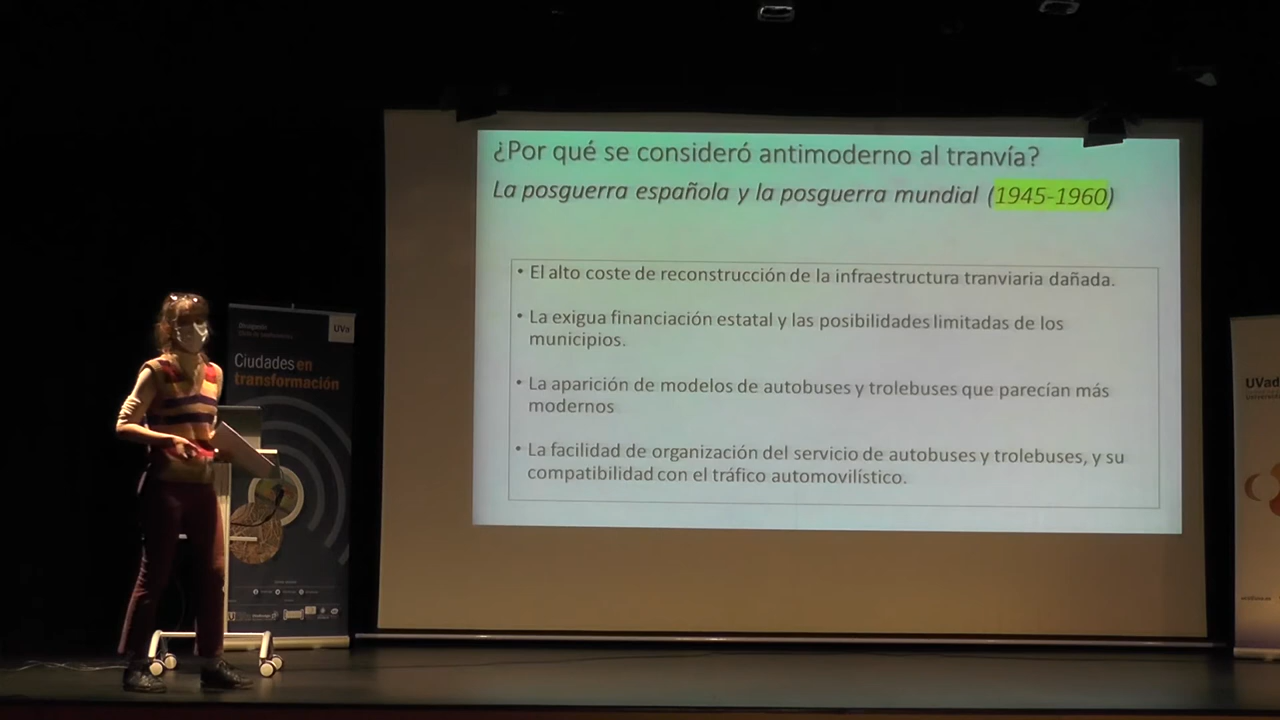 ¿Por qué se consideró antimoderno al tranvía?
La posguerra española y la posguerra mundial (1945-1960)
• El alto coste de reconstrucción de la infraestructura tranviaria dañada.
• La exigua financiación estatal y las posibilidades limitadas de los
municipios.
• La aparición de modelos de autobuses y trolebuses que parecían más
modernos
• La facilidad de organización del servicio de autobuses y trolebuses, y su
compatibilidad con el tráfico automovilístico.
UVa
Ciudades en
transformación
UVad